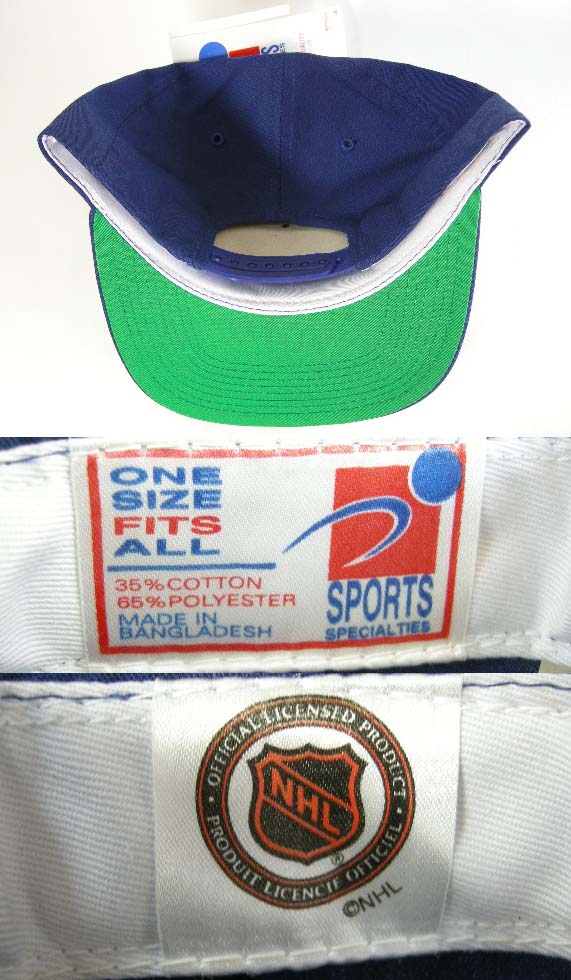 ONE
SIZE
FITS
ALL
35% COTTON
65% POLYESTER
MADE IN
BANGLADESH
SPORTS
SPECIALTIES
OFFICIAL LICENSED PRODUCT
NHL
®
PRODUIT LICENCIE OFFICIEL
©NHL